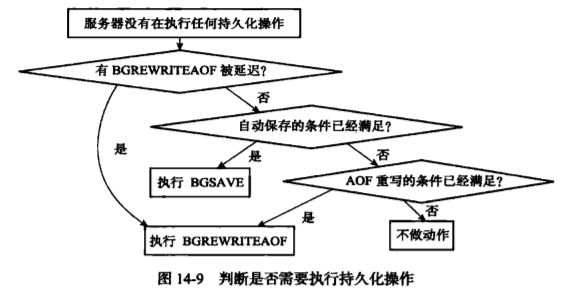 服务器没有在执行任何持久化操作
有 BGREWRITEAOF 被延迟?
否
自动保存的条件已经满足?
是
是
否
执行 BGSAVE
AOF 重写的条件已经满足?
是
否
执行 BGREWRITEAOF
不做动作
图 14-9 判断是否需要执行持久化操作